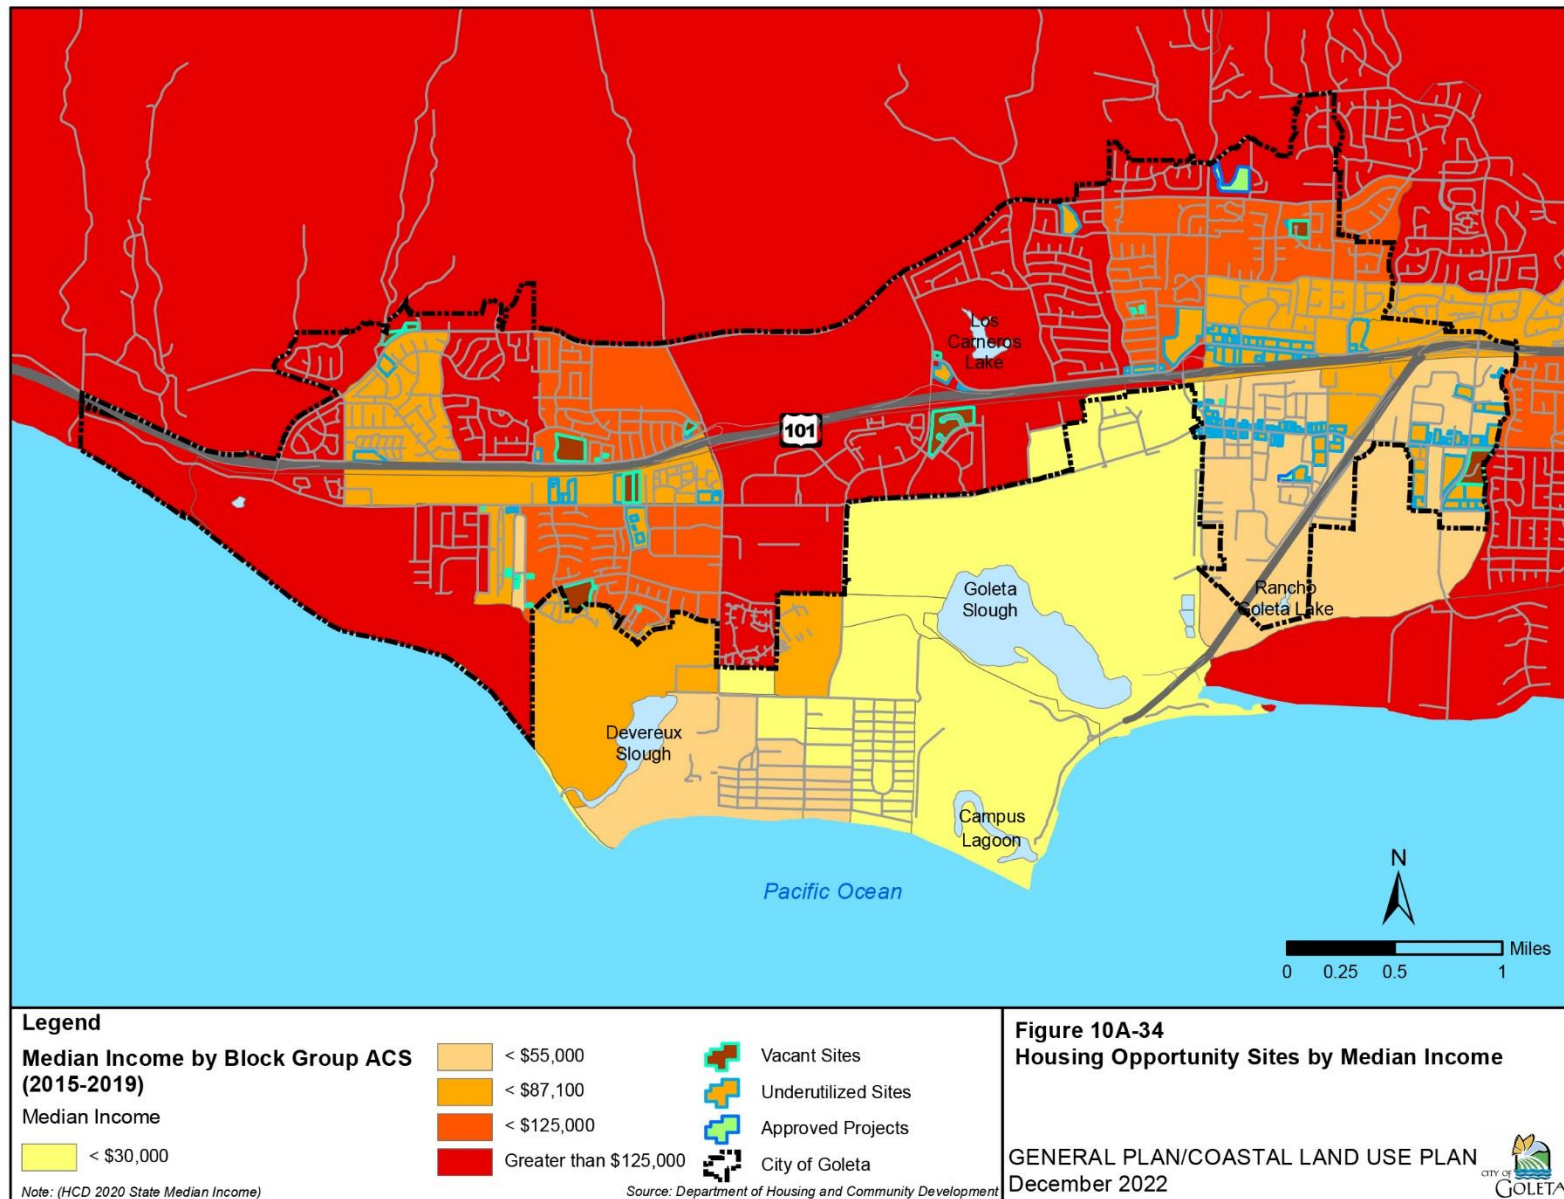 Los
Carneros
Lake
101
Goleta
Slough
Rancho
Goleta Lake
Devereux
Slough
Campus
Lagoon
Pacific Ocean
N
Miles
0 0.25 0.5 1
Legend
Median Income by Block Group ACS
(2015-2019)
Median Income
< $30,000
< $55,000
< $87,100
< $125,000
Greater than $125,000
Vacant Sites
Underutilized Sites
Approved Projects
City of Goleta
Note: (HCD 2020 State Median Income)
Source: Department of Housing and Community Development
Figure 10A-34
Housing Opportunity Sites by Median Income
GENERAL PLAN/COASTAL LAND USE PLAN
December 2022
CITY OF
GOLETA